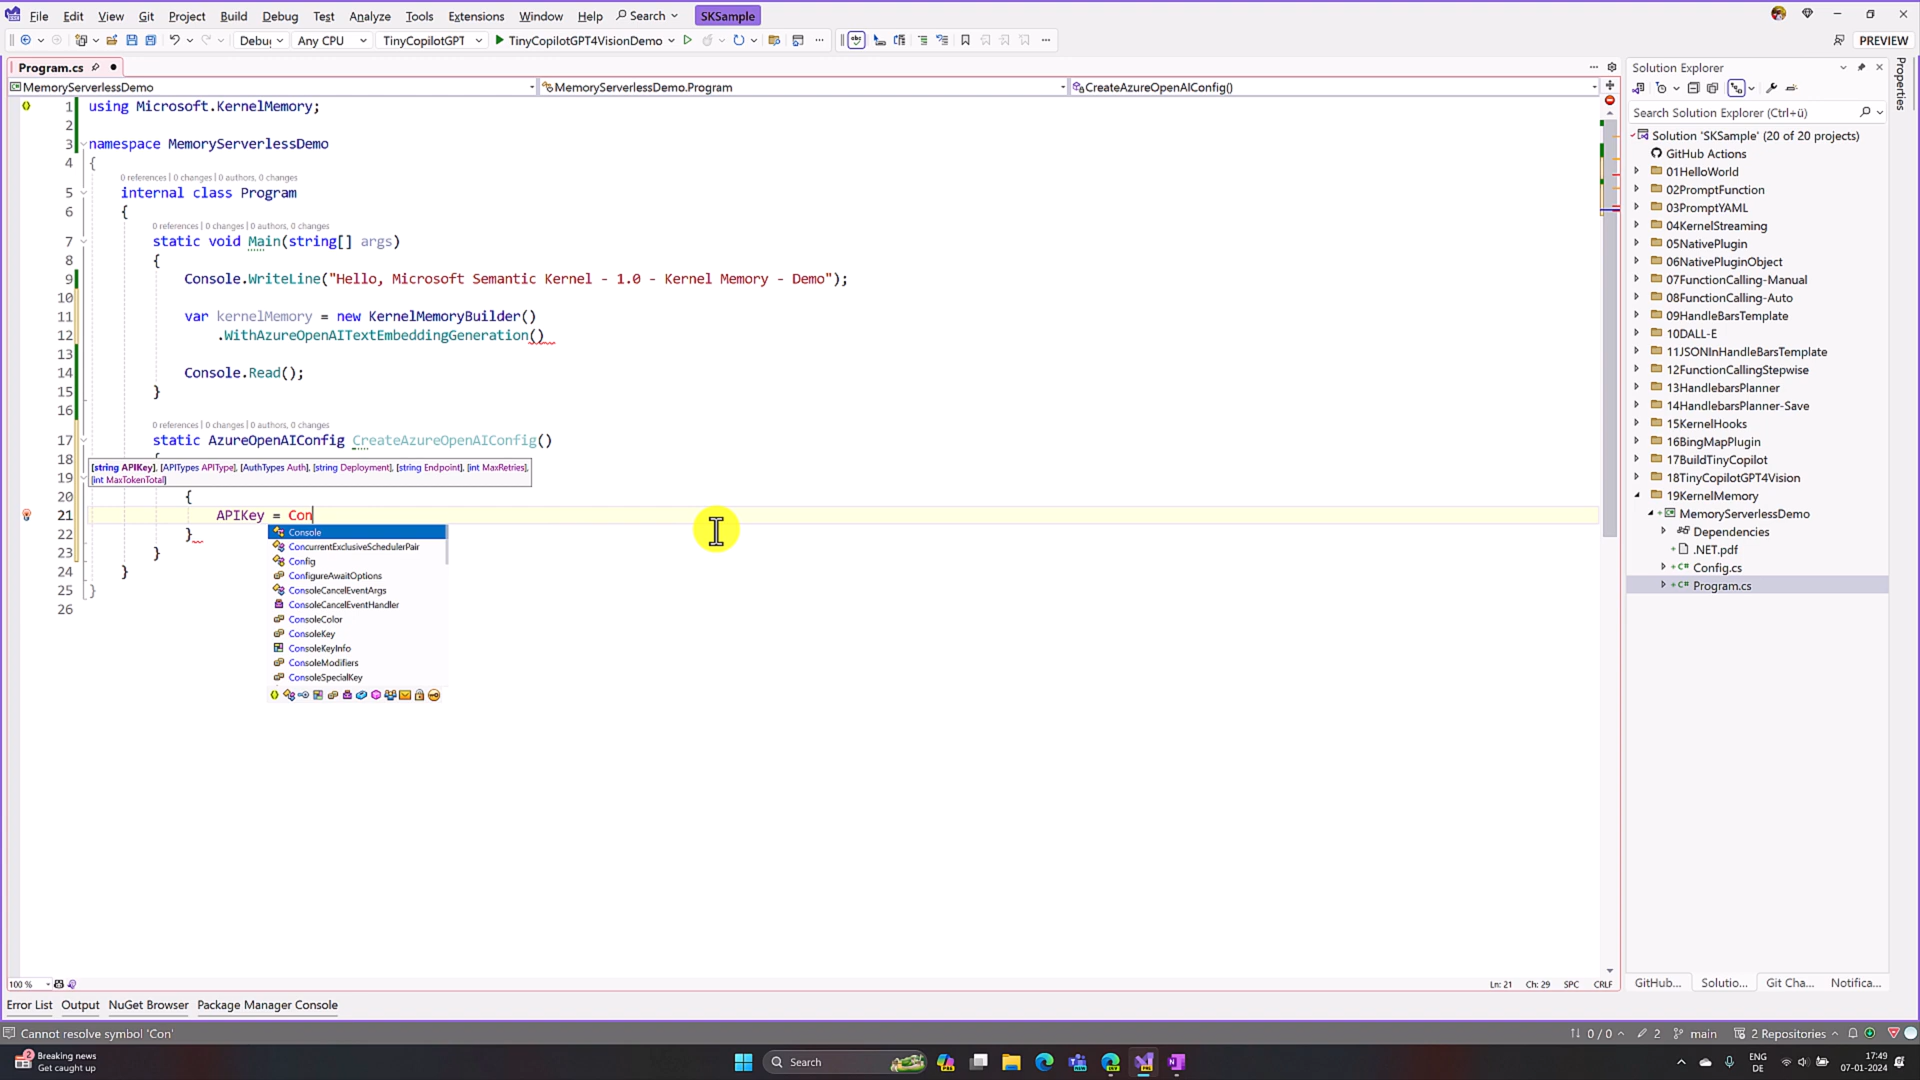 File Edit View Git Project Build Debug Test Analyze Tools Extensions Window Help Search SKSample
Debug Any CPU TinyCopilotGPT TinyCopilotGPT4VisionDemo PREVIEW
Program.cs
MemoryServerlessDemo MemoryServerlessDemo.Program CreateAzureOpenAIConfig()
1 using Microsoft.KernelMemory;
2
3 namespace MemoryServerlessDemo
4 {
0 references | 0 changes | 0 authors, 0 changes
5 internal class Program
6 {
0 references | 0 changes | 0 authors, 0 changes
7 static void Main(string[] args)
8 {
9 Console.WriteLine("Hello, Microsoft Semantic Kernel - 1.0 - Kernel Memory - Demo");
10
11 var kernelMemory = new KernelMemoryBuilder()
12 .WithAzureOpenAITextEmbeddingGeneration()
13
14 Console.Read();
15 }
16
0 references | 0 changes | 0 authors, 0 changes
17 static AzureOpenAIConfig CreateAzureOpenAIConfig()
18
[string APIKey], [APITypes APIType], [AuthTypes Auth], [string Deployment], [string Endpoint], [int MaxRetries],
19 [int MaxTokenTotal]
20 {
21 APIKey = Con
22 }
23 }
24 }
25 }
26
Console
ConcurrentExclusiveSchedulerPair
Config
ConfigureAwaitOptions
ConsoleCancelEventArgs
ConsoleCancelEventHandler
ConsoleColor
ConsoleKey
ConsoleKeyInfo
ConsoleModifiers
ConsoleSpecialKey
Solution Explorer
Search Solution Explorer (Ctrl+ü)
Solution 'SKSample' (20 of 20 projects)
GitHub Actions
01HelloWorld
02PromptFunction
03PromptYAML
04KernelStreaming
05NativePlugin
06NativePluginObject
07FunctionCalling-Manual
08FunctionCalling-Auto
09HandleBarsTemplate
10DALL-E
11JSONInHandleBarsTemplate
12FunctionCallingStepwise
13HandlebarsPlanner
14HandlebarsPlanner-Save
15KernelHooks
16BingMapPlugin
17BuildTinyCopilot
18TinyCopilotGPT4Vision
19KernelMemory
MemoryServerlessDemo
Dependencies
.NET.pdf
Config.cs
Program.cs
Properties
100 % Ln: 21 Ch: 29 SPC CRLF
GitHub... Solutio... Git Cha... Notifica...
Error List Output NuGet Browser Package Manager Console
Cannot resolve symbol 'Con' 0 / 0 2 main 2 Repositories
2 Breaking news
Get caught up
Search
ENG
DE
17:49
07-01-2024